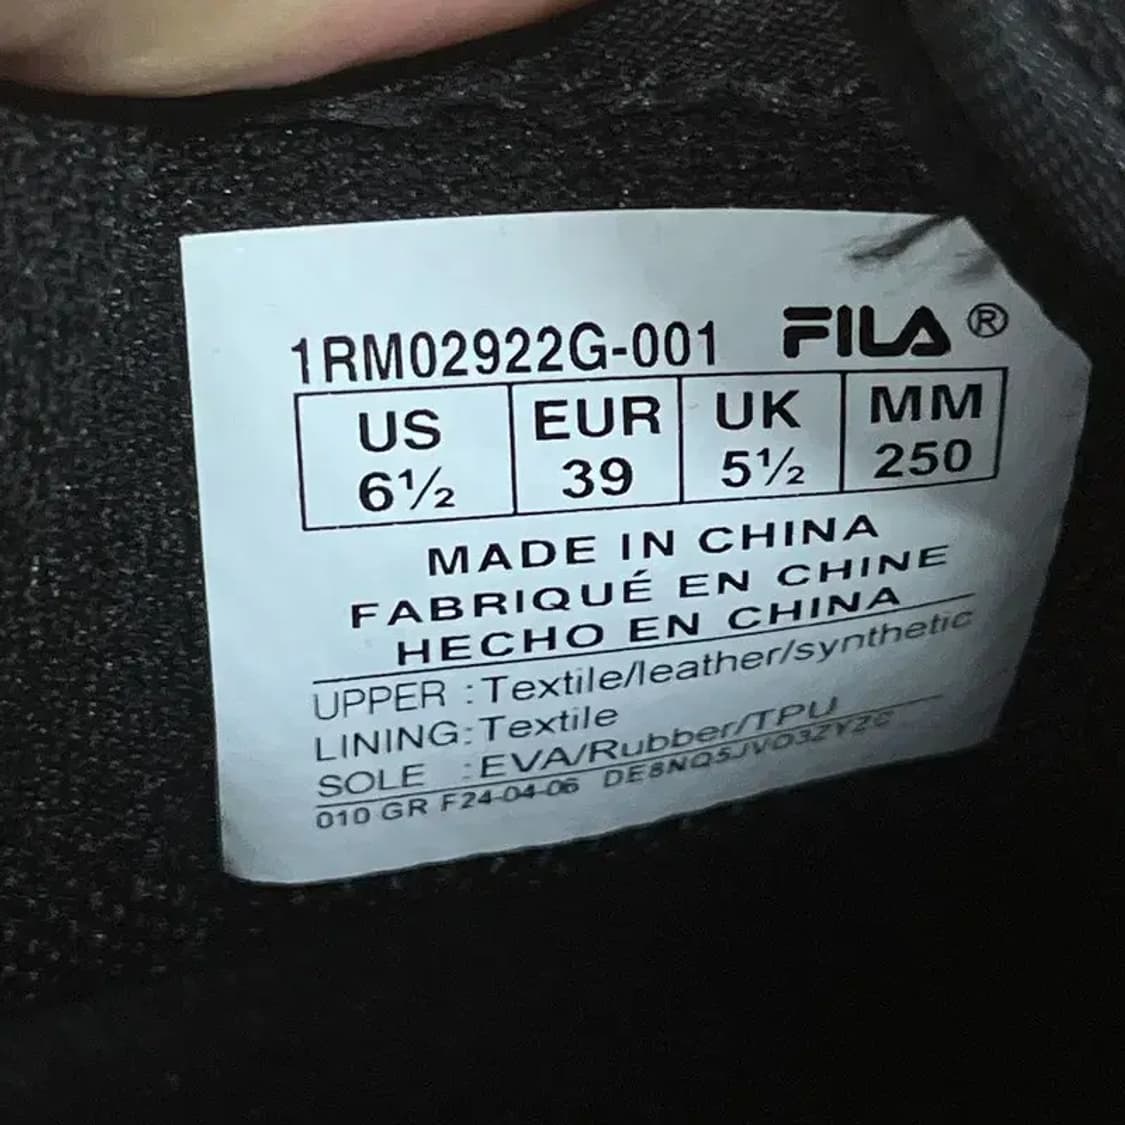 1RM02922G-001 FILA®
US EUR UK MM
6½ 39 5½ 250
MADE IN CHINA
FABRIQUÉ EN CHINE
HECHO EN CHINA
UPPER :Textile/leather/synthetic
LINING:Textile
SOLE :EVA/Rubber/TPU
010 GR F24-04-06 DE8NQ5JVO3ZYZC